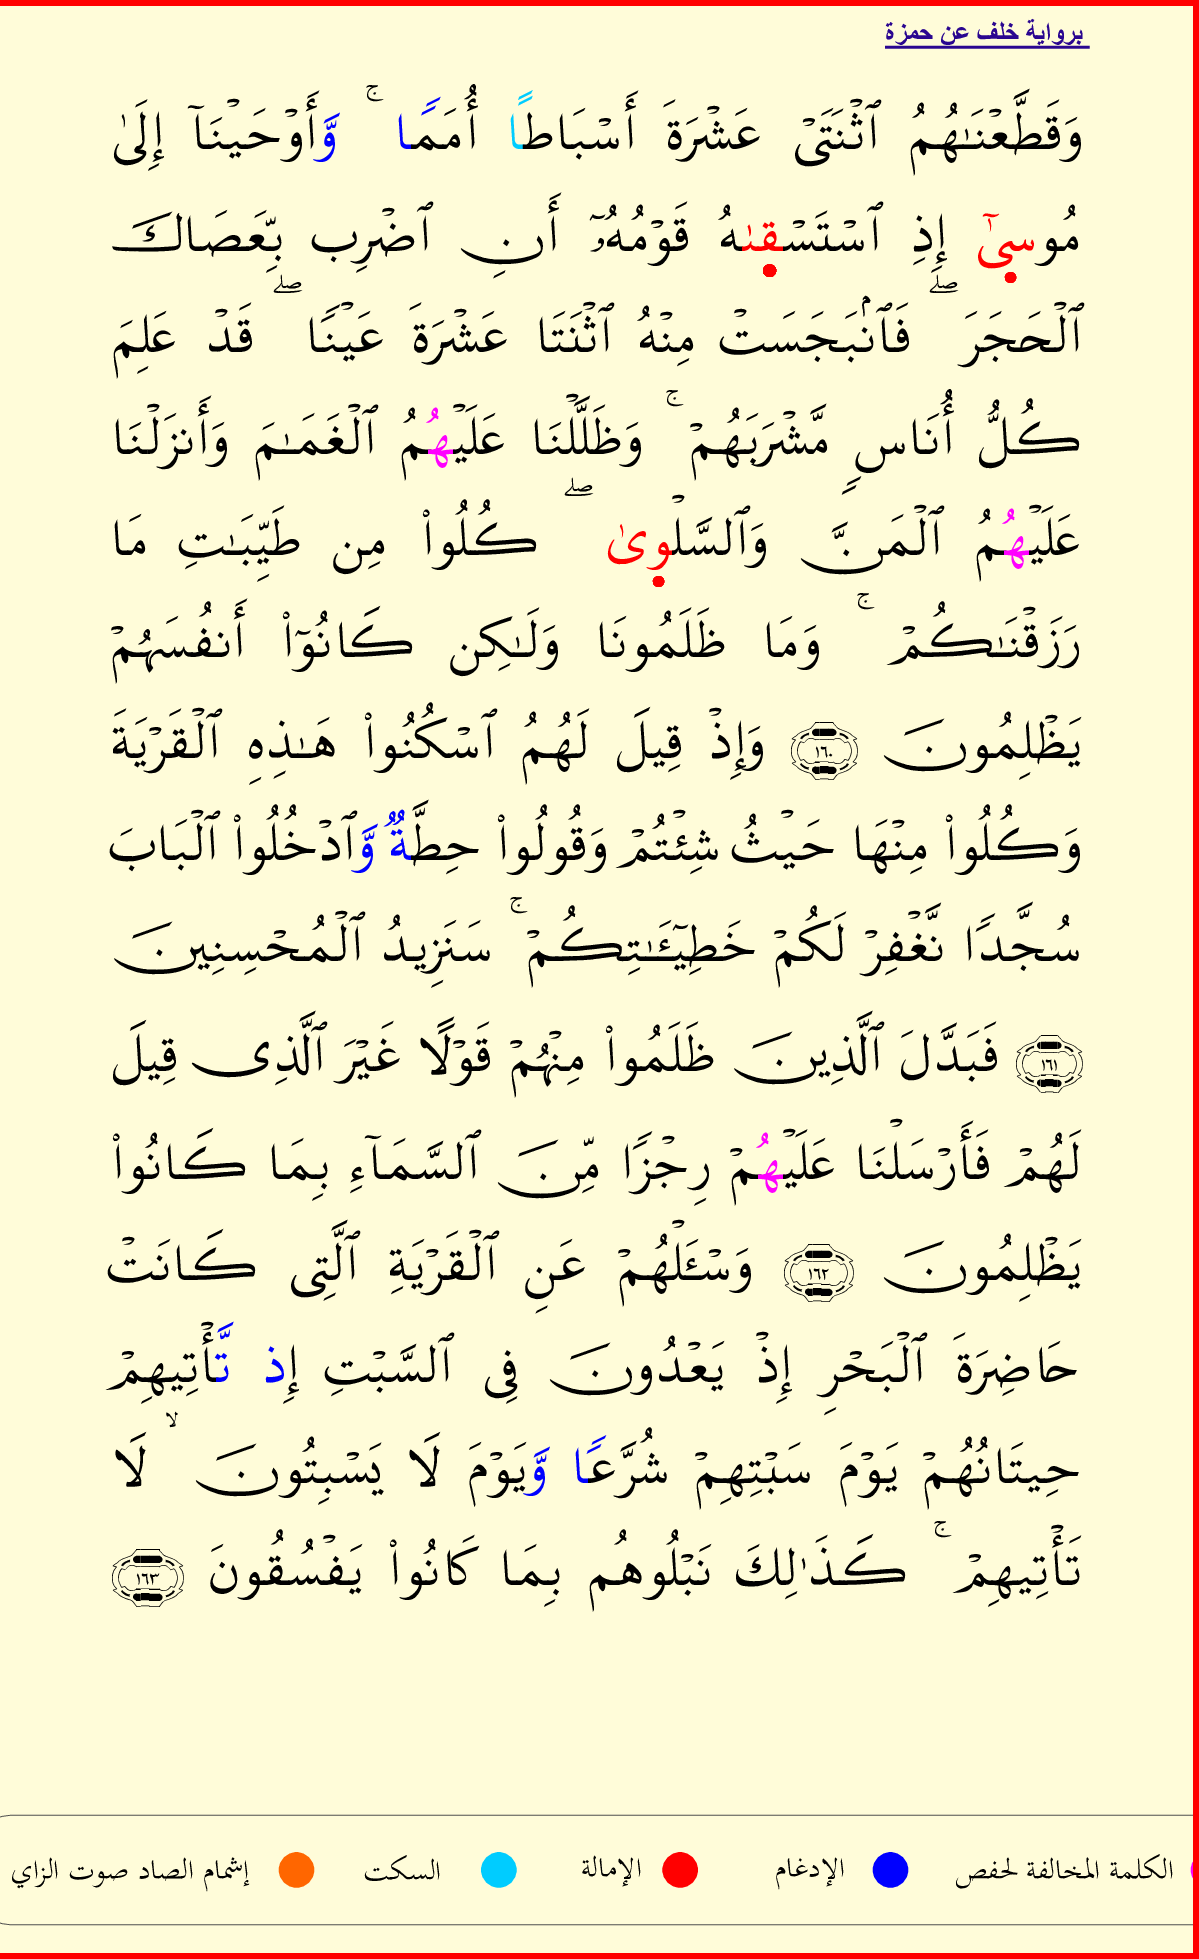 برواية خلف عن حمزة
وَقَطَّعْنَٰهُمُ ٱثْنَتَىْ عَشْرَةَ أَسْبَاطًا أُمَمًا ۚ وَّأَوْحَيْنَآ إِلَىٰ
مُوسِىٰٓ إِذِ ٱسْتَسْقِىٰهُ قَوْمُهُۥٓ أَنِ ٱضْرِب بِّعَصَاكَ
ٱلْحَجَرَ ۖ فَٱنۢبَجَسَتْ مِنْهُ ٱثْنَتَا عَشْرَةَ عَيْنًا ۖ قَدْ عَلِمَ
كُلُّ أُنَاسٍ مَّشْرَبَهُمْ ۚ وَظَلَّلْنَا عَلَيْهُمُ ٱلْغَمَٰمَ وَأَنزَلْنَا
عَلَيْهُمُ ٱلْمَنَّ وَٱلسَّلْوِىٰ ۖ كُلُوا۟ مِن طَيِّبَٰتِ مَا
رَزَقْنَٰكُمْ ۚ وَمَا ظَلَمُونَا وَلَٰكِن كَانُوٓا۟ أَنفُسَهُمْ
يَظْلِمُونَ ١٦٠ وَإِذْ قِيلَ لَهُمُ ٱسْكُنُوا۟ هَٰذِهِ ٱلْقَرْيَةَ
وَكُلُوا۟ مِنْهَا حَيْثُ شِئْتُمْ وَقُولُوا۟ حِطَّةٌ وَّٱدْخُلُوا۟ ٱلْبَابَ
سُجَّدًا نَّغْفِرْ لَكُمْ خَطِيٓـَٰٔتِكُمْ ۚ سَنَزِيدُ ٱلْمُحْسِنِينَ
١٦١ فَبَدَّلَ ٱلَّذِينَ ظَلَمُوا۟ مِنْهُمْ قَوْلًا غَيْرَ ٱلَّذِى قِيلَ
لَهُمْ فَأَرْسَلْنَا عَلَيْهُمْ رِجْزًا مِّنَ ٱلسَّمَآءِ بِمَا كَانُوا۟
يَظْلِمُونَ ١٦٢ وَسْـَٔلْهُمْ عَنِ ٱلْقَرْيَةِ ٱلَّتِى كَانَتْ
حَاضِرَةَ ٱلْبَحْرِ إِذْ يَعْدُونَ فِى ٱلسَّبْتِ إِذ تَّأْتِيهِمْ
حِيتَانُهُمْ يَوْمَ سَبْتِهِمْ شُرَّعًا وَّيَوْمَ لَا يَسْبِتُونَ ۙ لَا
تَأْتِيهِمْ ۚ كَذَٰلِكَ نَبْلُوهُم بِمَا كَانُوا۟ يَفْسُقُونَ ١٦٣
الكلمة المخالفة لحفص الإدغام الإمالة السكت إشمام الصاد صوت الزاي